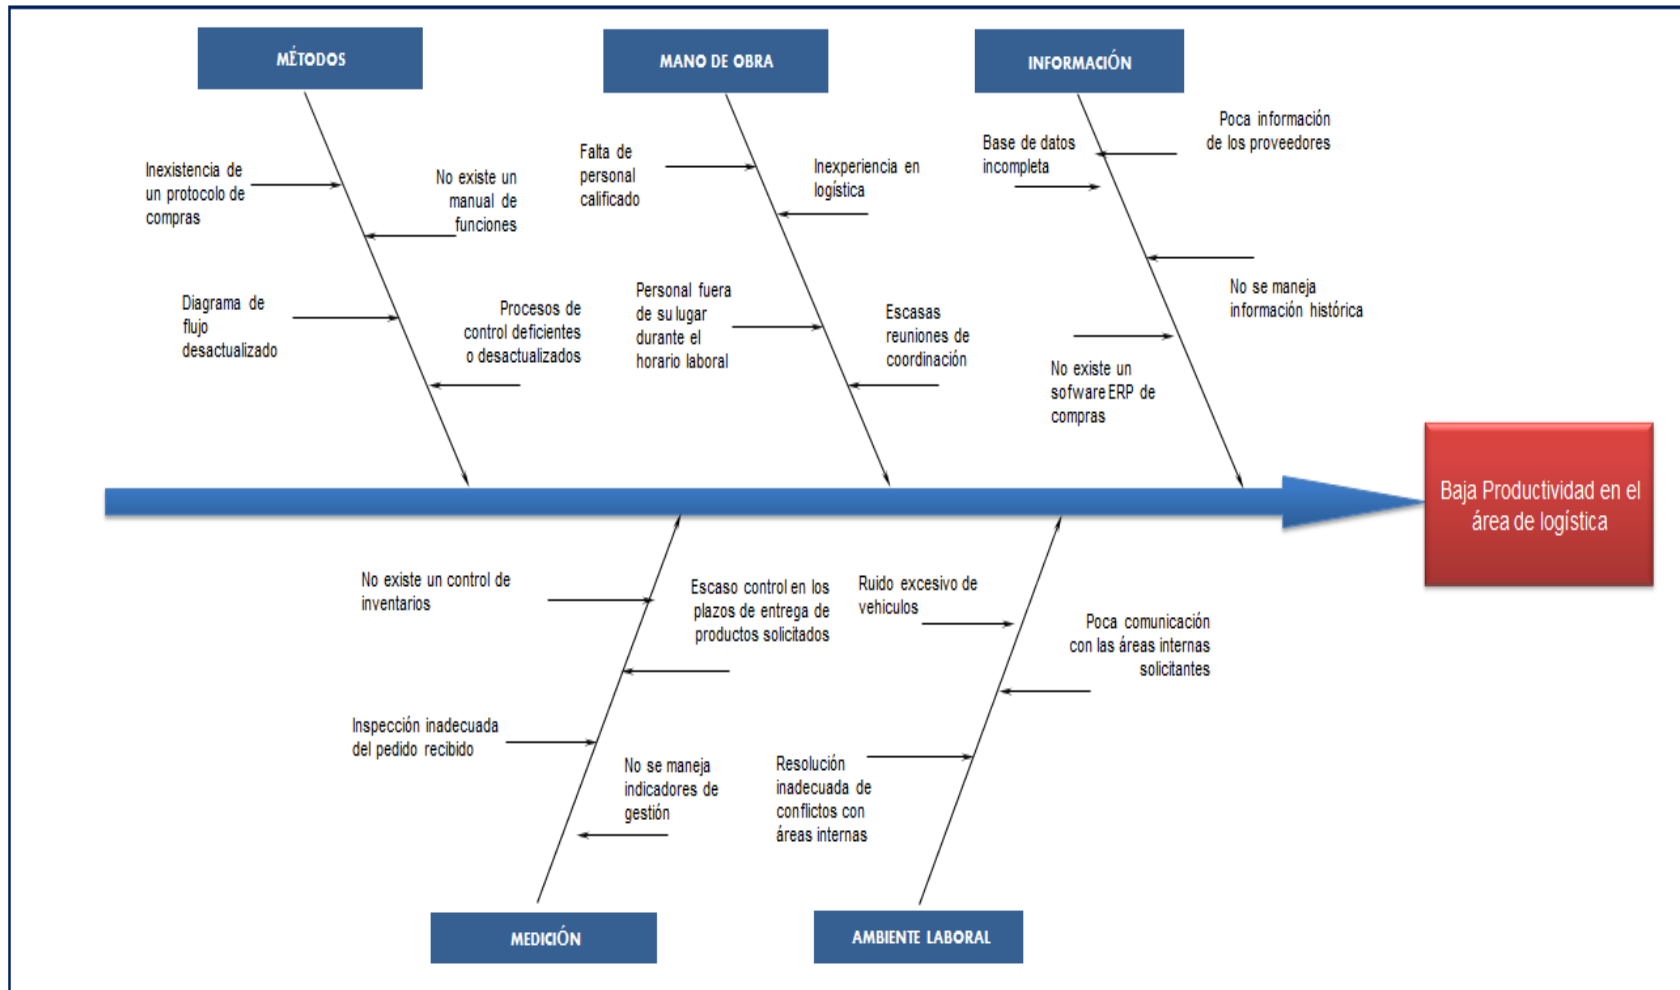 MÉTODOS
MANO DE OBRA
INFORMACIÓN
Inexistencia de
un protocolo de
compras
No existe un
manual de
funciones
Diagrama de
flujo
desactualizado
Procesos de
control deficientes
o desactualizados
Falta de
personal
calificado
Inexperiencia en
logística
Personal fuera
de su lugar
durante el
horario laboral
Escasas
reuniones de
coordinación
Base de datos
incompleta
Poca información
de los proveedores
No se maneja
información histórica
No existe un
sofware ERP de
compras
Baja Productividad en el
área de logística
No existe un control de
inventarios
Escaso control en los
plazos de entrega de
productos solicitados
Inspección inadecuada
del pedido recibido
No se maneja
indicadores de
gestión
Ruido excesivo de
vehiculos
Poca comunicación
con las áreas internas
solicitantes
Resolución
inadecuada de
conflictos con
áreas internas
MEDICIÓN
AMBIENTE LABORAL